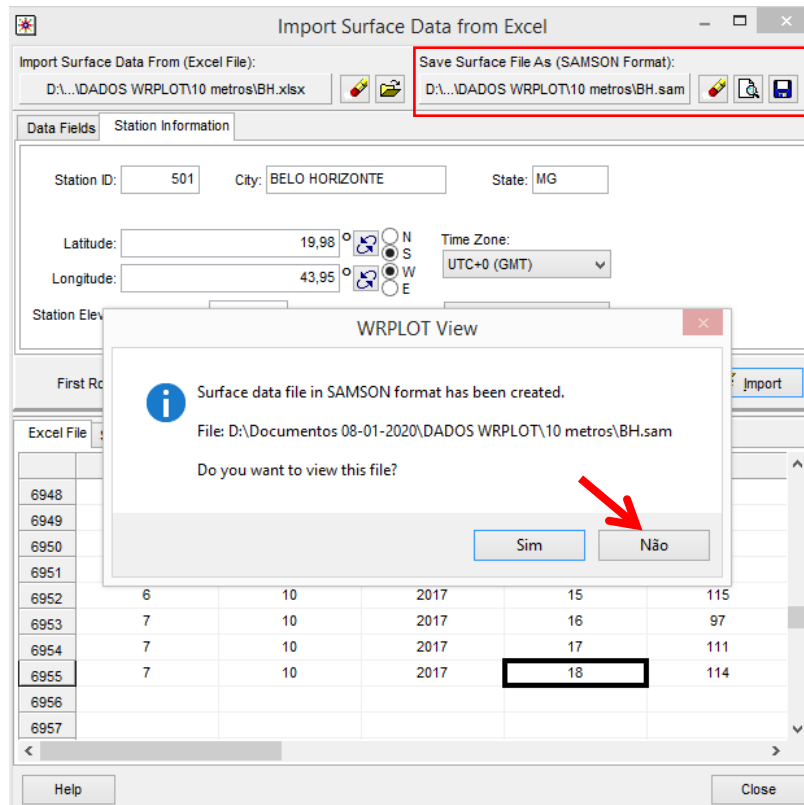 Import Surface Data from Excel
Import Surface Data From (Excel File):
Save Surface File As (SAMSON Format):
D:\...\DADOS WRPLOT\10 metros\BH.xlsx
D:\...\DADOS WRPLOT\10 metros\BH.sam
Data Fields Station Information
Station ID: 501 City: BELO HORIZONTE State: MG
Latitude: 19,98 º N S
Time Zone:
UTC+0 (GMT)
Longitude: 43,95 º W E
Station Elev
WRPLOT View
Surface data file in SAMSON format has been created.
File: D:\Documentos 08-01-2020\DADOS WRPLOT\10 metros\BH.sam
Do you want to view this file?
Sim Não
First Ro
Import
Excel File
6948
6949
6950
6951
6952 6 10 2017 15 115
6953 7 10 2017 16 97
6954 7 10 2017 17 111
6955 7 10 2017 18 114
6956
6957
Help Close